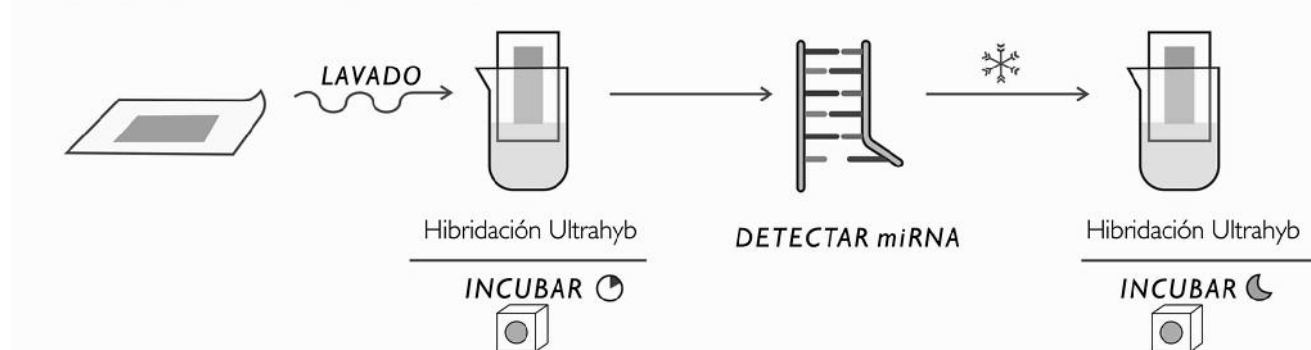 LAVADO
Hibridación Ultrahyb
INCUBAR
DETECTAR miRNA
Hibridación Ultrahyb
INCUBAR